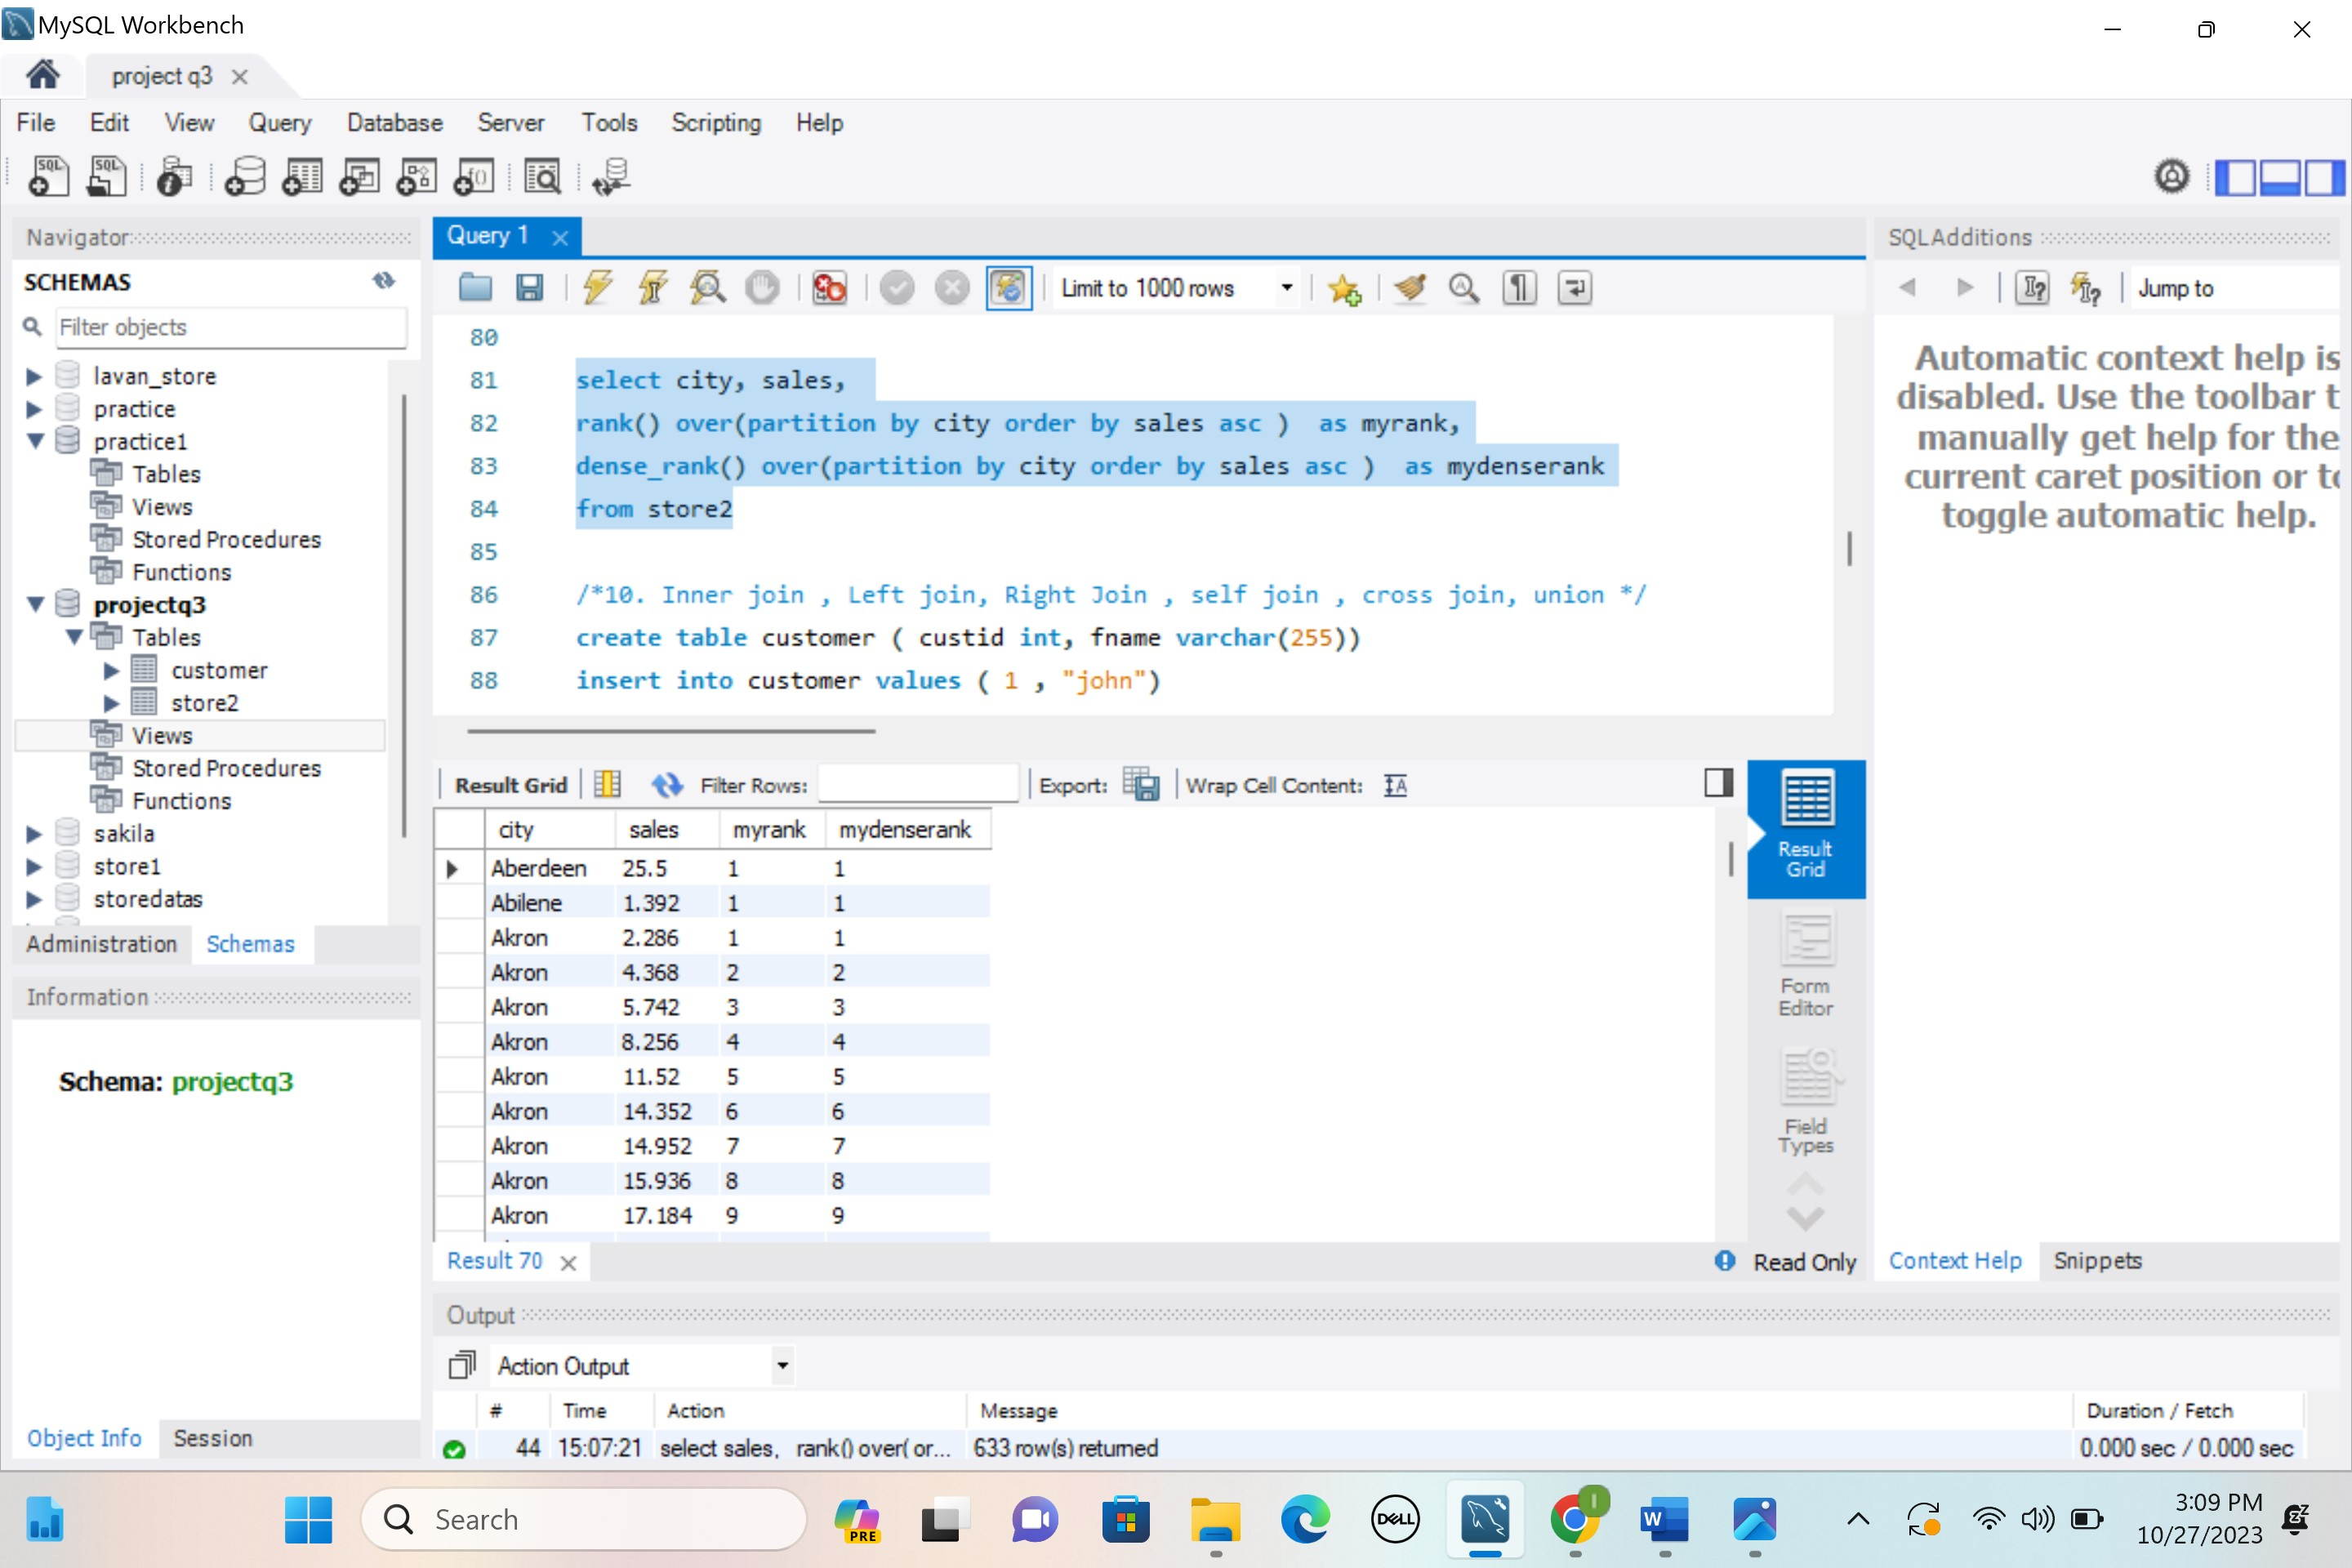 MySQL Workbench
project q3
File Edit View Query Database Server Tools Scripting Help
Navigator
SCHEMAS
Filter objects
lavan_store
practice
practice1
Tables
Views
Stored Procedures
Functions
projectq3
Tables
customer
store2
Views
Stored Procedures
Functions
sakila
store1
storedatas
Administration Schemas
Information
Schema: projectq3
Object Info Session
Query 1
Limit to 1000 rows
80
81 select city, sales,
82 rank() over(partition by city order by sales asc ) as myrank,
83 dense_rank() over(partition by city order by sales asc ) as mydenserank
84 from store2
85
86 /*10. Inner join , Left join, Right Join , self join , cross join, union */
87 create table customer ( custid int, fname varchar(255))
88 insert into customer values ( 1 , "john")
Result Grid Filter Rows: Export: Wrap Cell Content:
city sales myrank mydenserank
Aberdeen 25.5 1 1
Abilene 1.392 1 1
Akron 2.286 1 1
Akron 4.368 2 2
Akron 5.742 3 3
Akron 8.256 4 4
Akron 11.52 5 5
Akron 14.352 6 6
Akron 14.952 7 7
Akron 15.936 8 8
Akron 17.184 9 9
Result
Grid
Form
Editor
Field
Types
Result 70
Read Only
SQLAdditions
Jump to
Automatic context help is
disabled. Use the toolbar t
manually get help for the
current caret position or to
toggle automatic help.
Context Help Snippets
Output
Action Output
# Time Action Message Duration / Fetch
44 15:07:21 select sales, rank() over( or... 633 row(s) returned 0.000 sec / 0.000 sec
Search
PRE
DELL
W
I
3:09 PM
10/27/2023